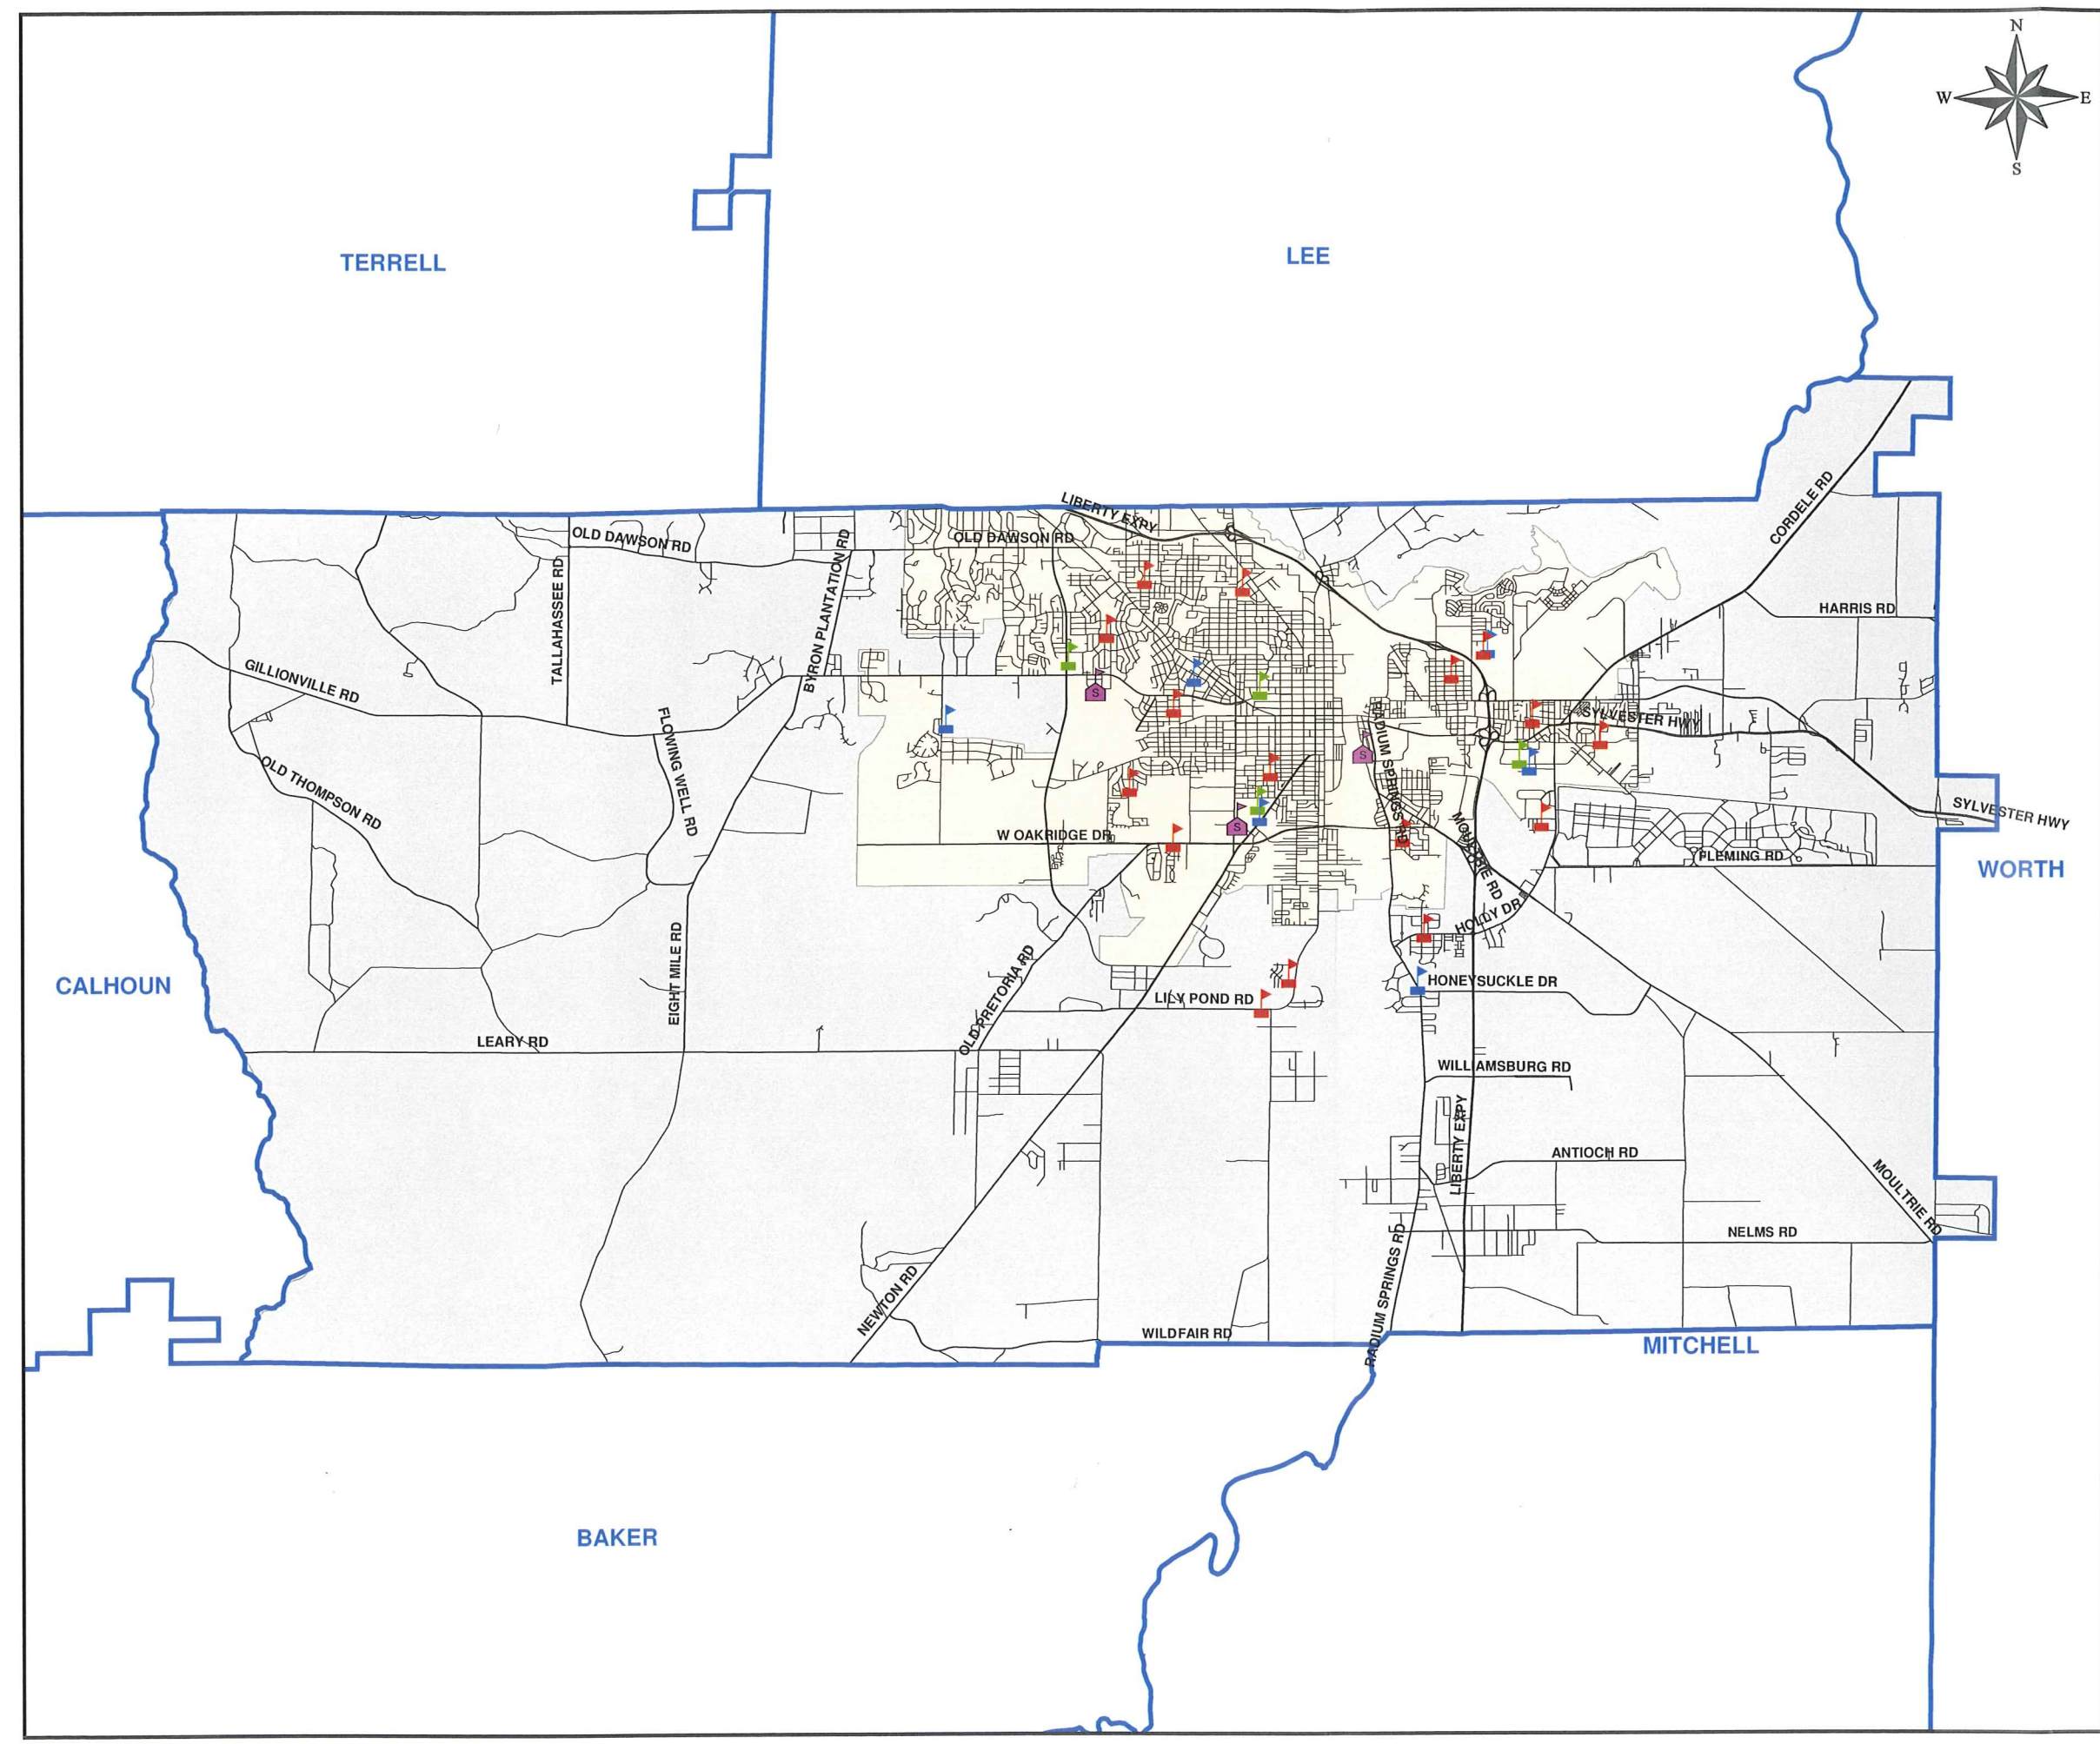 N
W E
S
TERRELL
LEE
LIBERTY EXPY
CORDELE RD
OLD DAWSON RD
OLD DAWSON RD
TALLAHASSEE RD
BYRON PLANTATION RD
HARRIS RD
GILLIONVILLE RD
S
FLOWING WELL RD
RADIUM SPRINGS RD
SYLVESTER HWY
S
OLD THOMPSON RD
SYLVESTER HWY
S
W OAKRIDGE DR
MOULTRIE RD
FLEMING RD
WORTH
HOLLY DR
EIGHT MILE RD
OLD PRETORIA RD
CALHOUN
HONEYSUCKLE DR
LILY POND RD
LEARY RD
WILLIAMSBURG RD
LIBERTY EXPY
ANTIOCH RD
MOULTRIE RD
NELMS RD
NEWTON RD
RADIUM SPRINGS RD
WILDFAIR RD
MITCHELL
BAKER